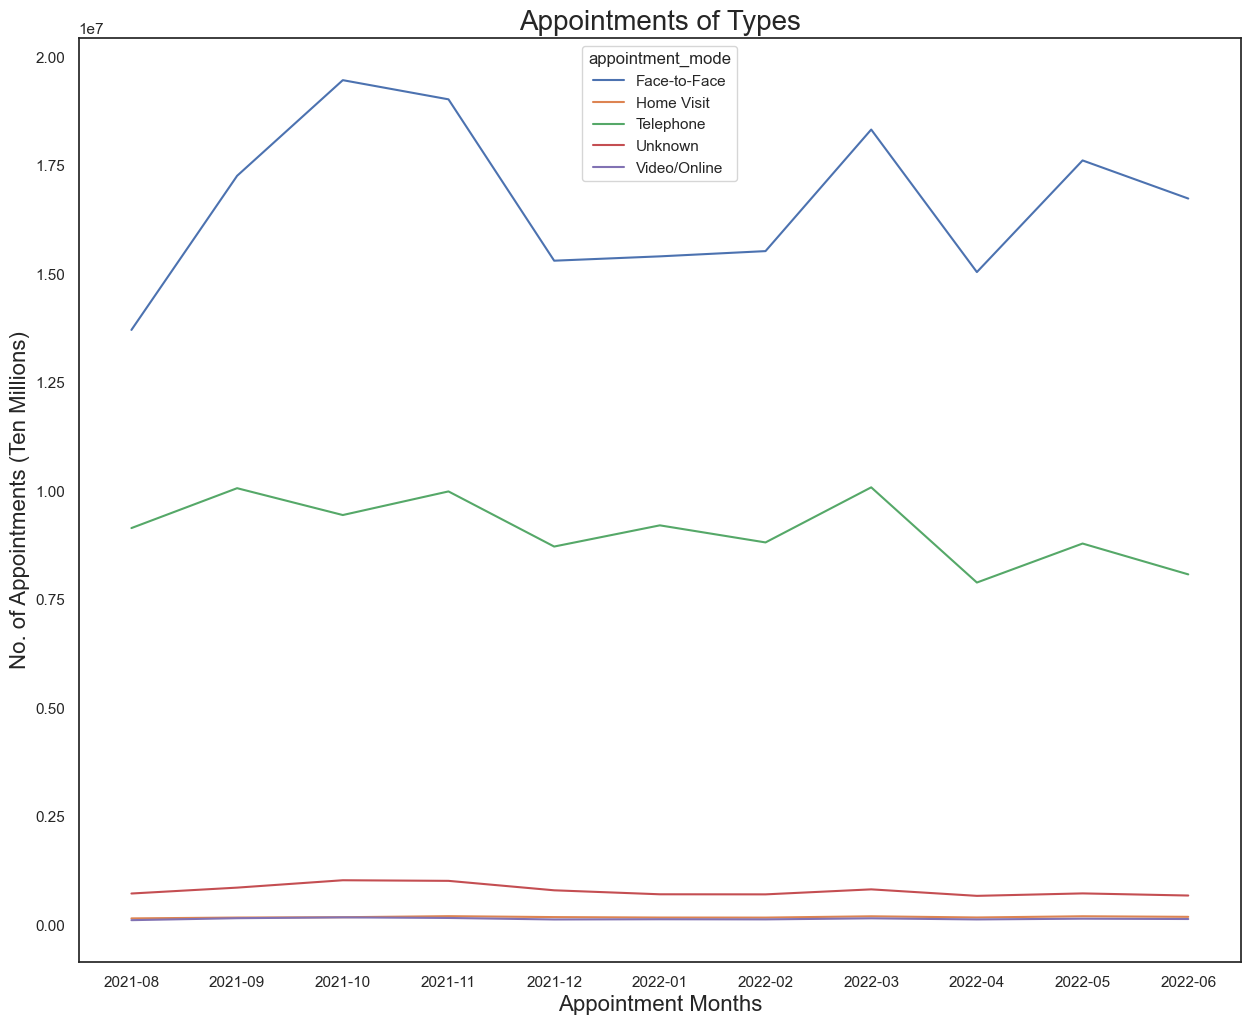 Appointments of Types
1e7
appointment_mode
Face-to-Face
Home Visit
Telephone
Unknown
Video/Online
No. of Appointments (Ten Millions)
2.00
1.75
1.50
1.25
1.00
0.75
0.50
0.25
0.00
2021-08 2021-09 2021-10 2021-11 2021-12 2022-01 2022-02 2022-03 2022-04 2022-05 2022-06
Appointment Months